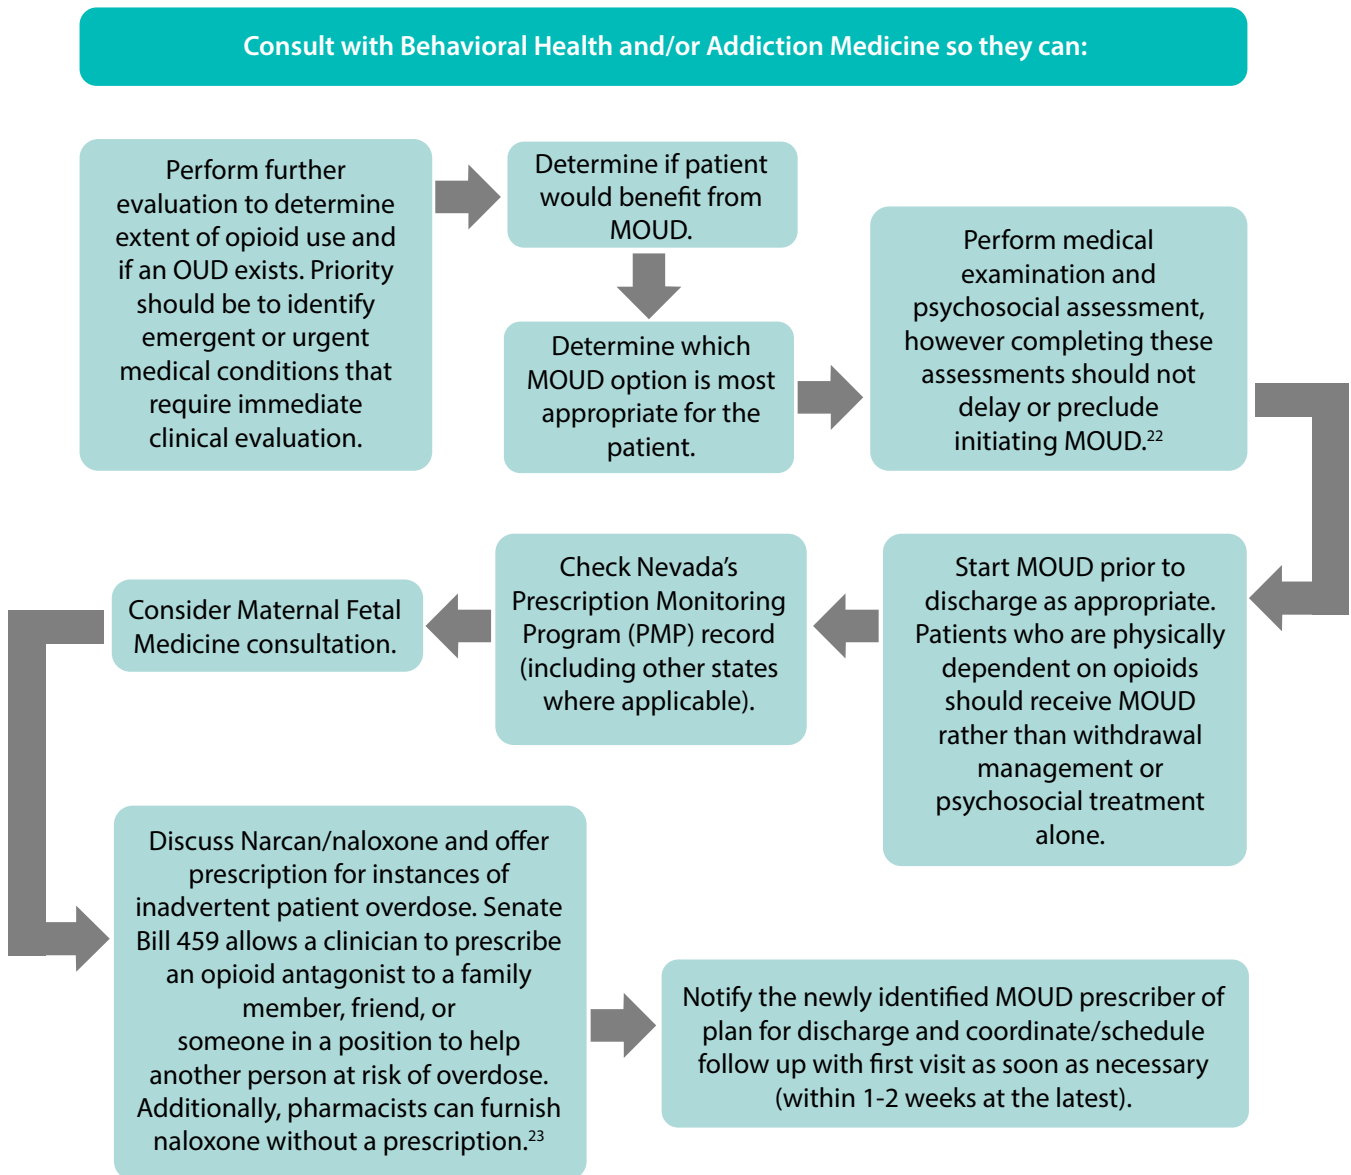 Consult with Behavioral Health and/or Addiction Medicine so they can:
Perform further
evaluation to determine
extent of opioid use and
if an OUD exists. Priority
should be to identify
emergent or urgent
medical conditions that
require immediate
clinical evaluation.
Determine if patient
would benefit from
MOUD.
Determine which
MOUD option is most
appropriate for the
patient.
Perform medical
examination and
psychosocial assessment,
however completing these
assessments should not
delay or preclude
initiating MOUD.22
Start MOUD prior to
discharge as appropriate.
Patients who are physically
dependent on opioids
should receive MOUD
rather than withdrawal
management or
psychosocial treatment
alone.
Check Nevada’s
Prescription Monitoring
Program (PMP) record
(including other states
where applicable).
Consider Maternal Fetal
Medicine consultation.
Discuss Narcan/naloxone and offer
prescription for instances of
inadvertent patient overdose. Senate
Bill 459 allows a clinician to prescribe
an opioid antagonist to a family
member, friend, or
someone in a position to help
another person at risk of overdose.
Additionally, pharmacists can furnish
naloxone without a prescription.23
Notify the newly identified MOUD prescriber of
plan for discharge and coordinate/schedule
follow up with first visit as soon as necessary
(within 1-2 weeks at the latest).